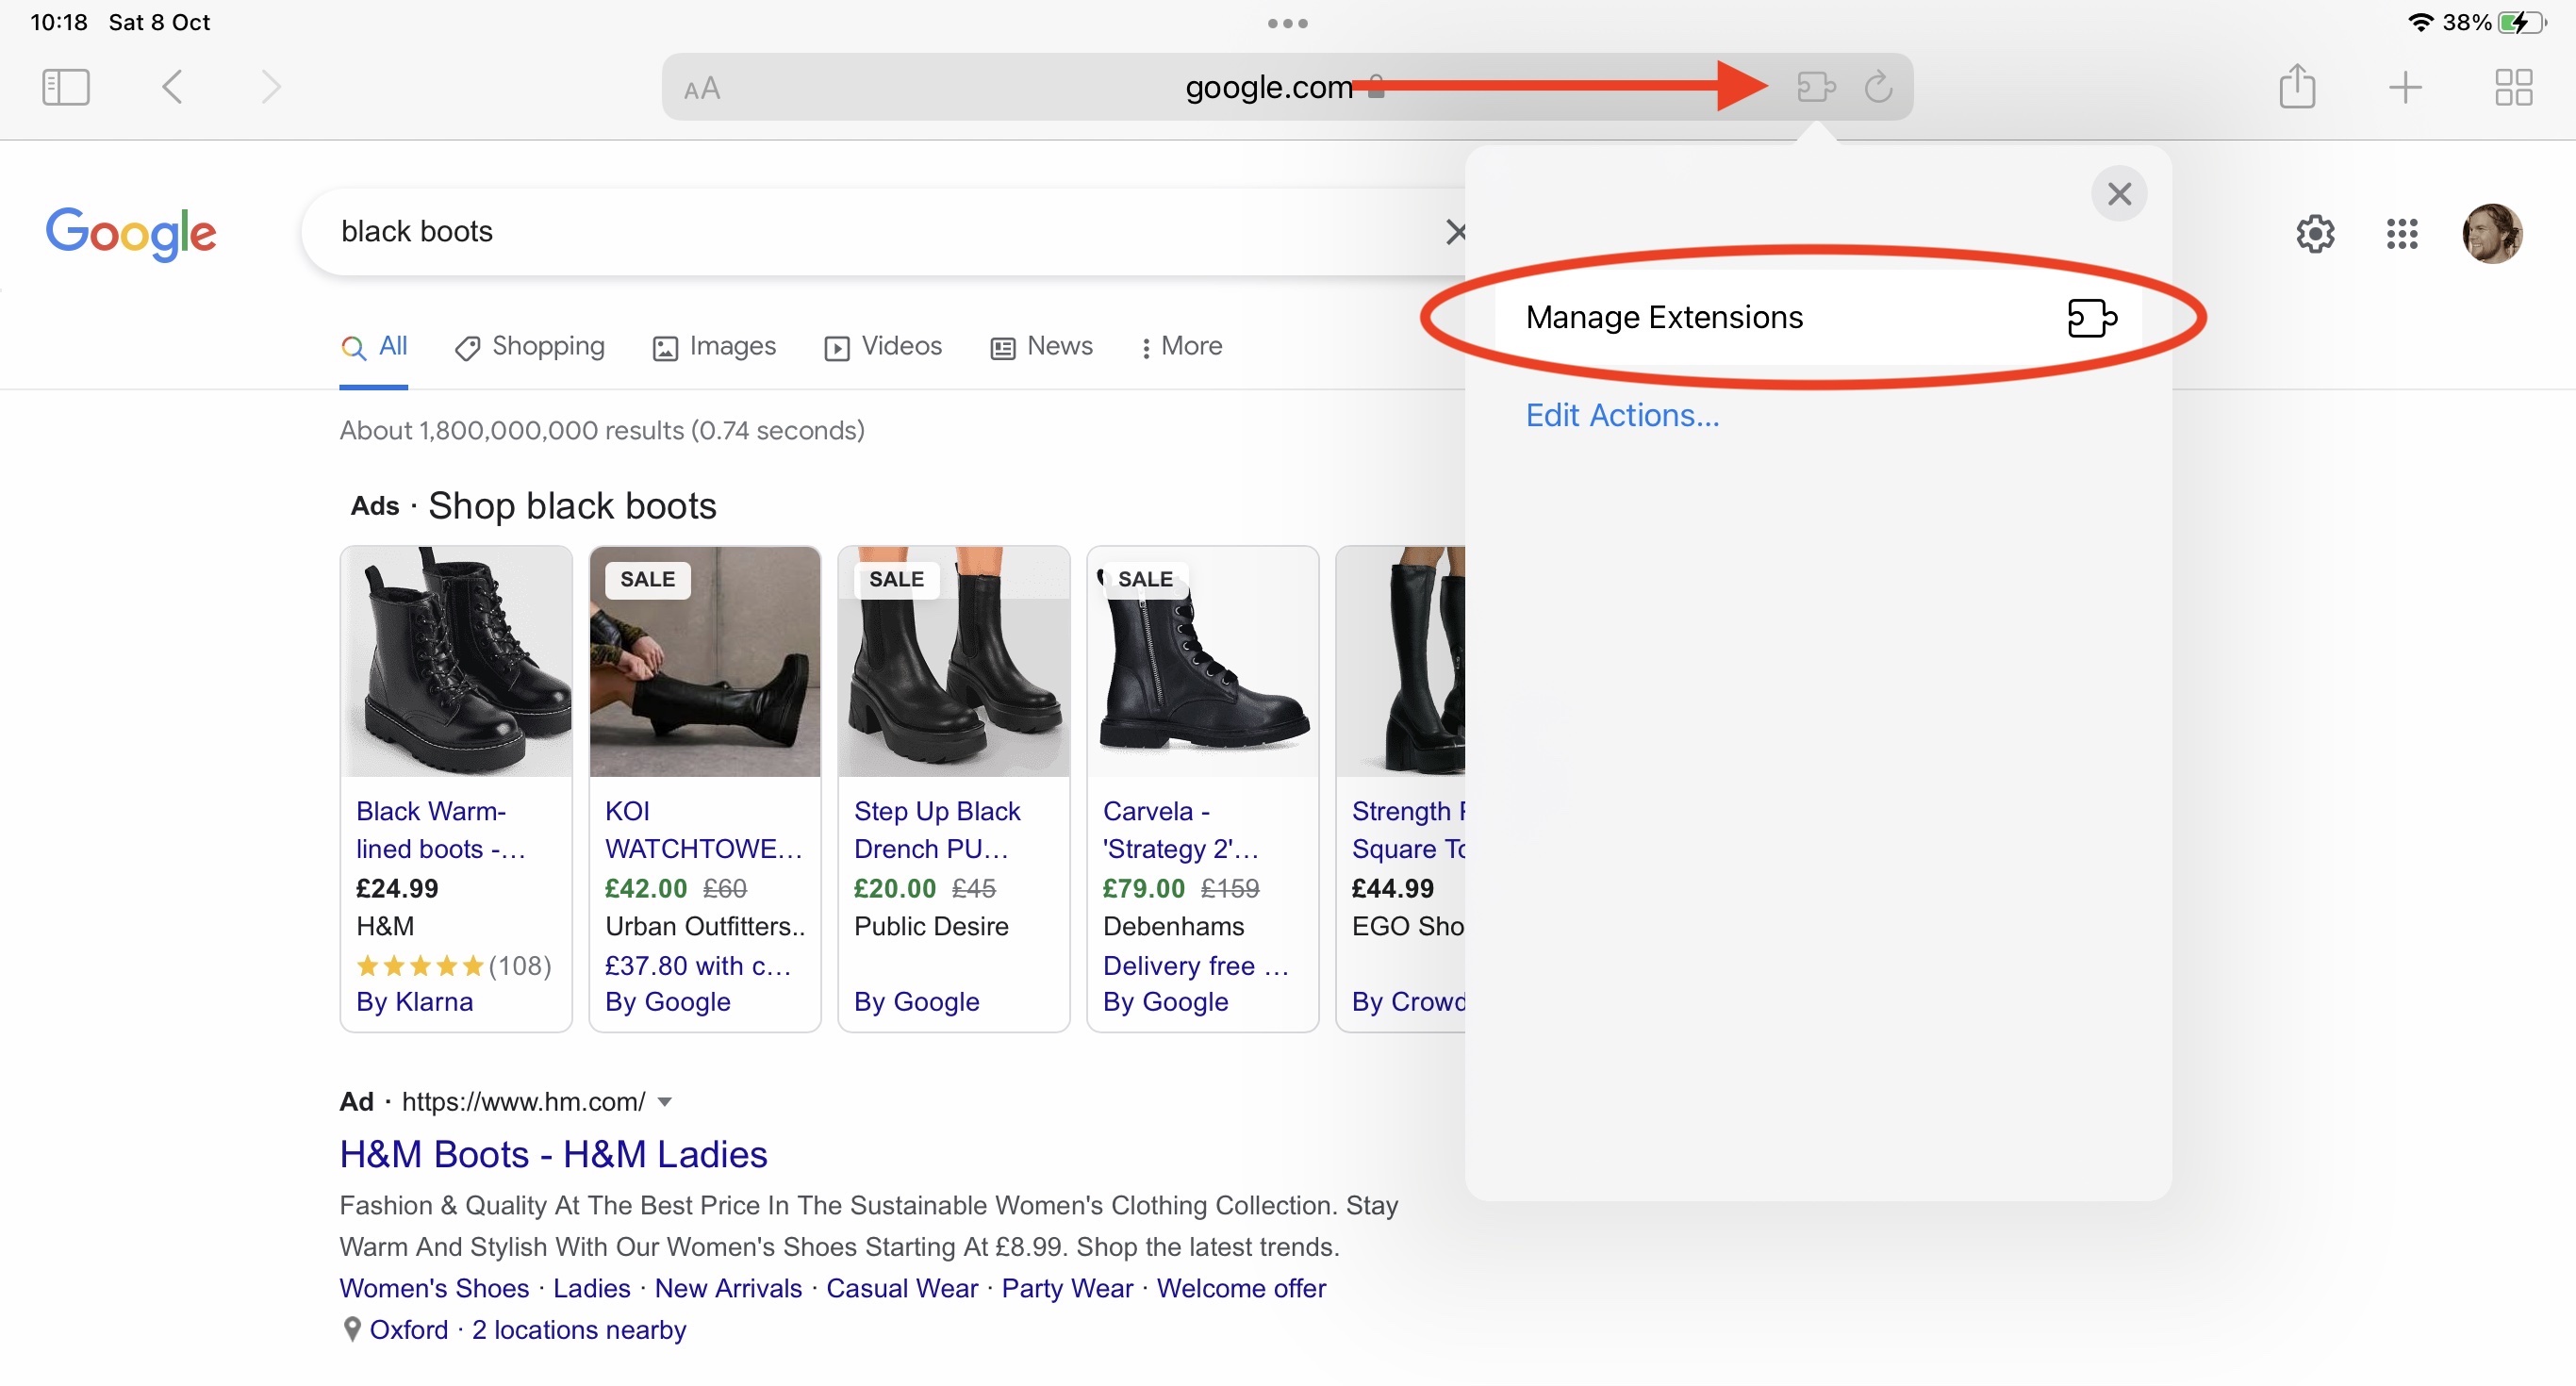 10:18 Sat 8 Oct
38%
AA google.com
Google
black boots
Manage Extensions
Edit Actions...
All Shopping Images Videos News More
About 1,800,000,000 results (0.74 seconds)
Ads · Shop black boots
SALE
SALE
SALE
Black Warm-
lined boots -...
£24.99
H&M
(108)
By Klarna
KOI
WATCHTOWE...
£42.00 £60
Urban Outfitters..
£37.80 with c...
By Google
Step Up Black
Drench PU...
£20.00 £45
Public Desire
By Google
Carvela -
'Strategy 2'...
£79.00 £159
Debenhams
Delivery free ...
By Google
Strength
Square
£44.99
EGO
By
Ad · https://www.hm.com/
H&M Boots - H&M Ladies
Fashion & Quality At The Best Price In The Sustainable Women's Clothing Collection. Stay
Warm And Stylish With Our Women's Shoes Starting At £8.99. Shop the latest trends.
Women's Shoes · Ladies · New Arrivals · Casual Wear · Party Wear · Welcome offer
Oxford · 2 locations nearby